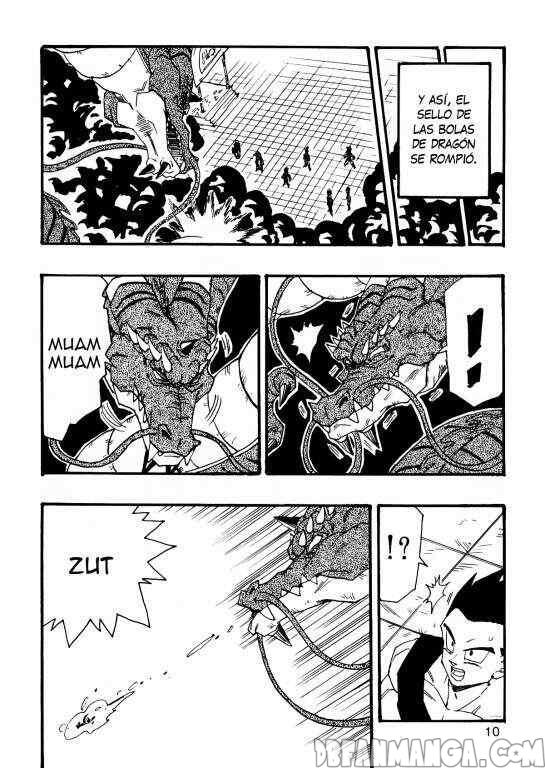 Y ASÍ, EL
SELLO DE
LAS BOLAS
DE DRAGÓN
SE ROMPIÓ.
MUAM
MUAM
!
ZUT
!?
10
DBFANMANGA.COM